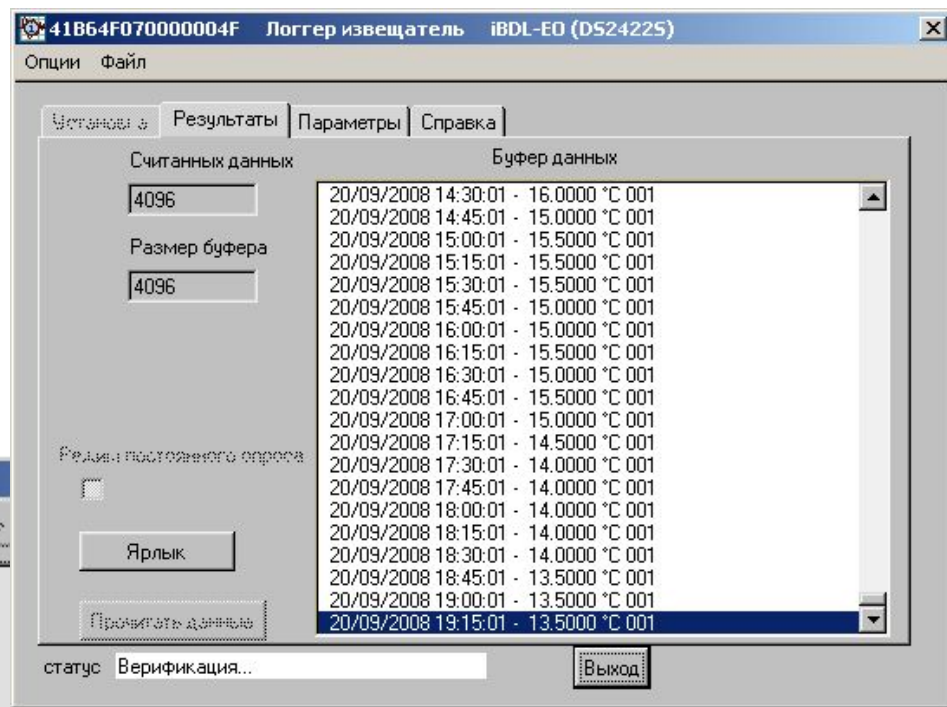 41B64F070000004F Логгер извещатель iBDL-EO (DS2422S)
Опции Файл
Установка Результаты Параметры Справка
Считанных данных
4096
Размер буфера
4096
Буфер данных
20/09/2008 14:30:01 - 16.0000 °C 001
20/09/2008 14:45:01 - 15.0000 °C 001
20/09/2008 15:00:01 - 15.5000 °C 001
20/09/2008 15:15:01 - 15.5000 °C 001
20/09/2008 15:30:01 - 15.5000 °C 001
20/09/2008 15:45:01 - 15.0000 °C 001
20/09/2008 16:00:01 - 15.0000 °C 001
20/09/2008 16:15:01 - 15.5000 °C 001
20/09/2008 16:30:01 - 15.0000 °C 001
20/09/2008 16:45:01 - 15.5000 °C 001
20/09/2008 17:00:01 - 15.0000 °C 001
20/09/2008 17:15:01 - 14.5000 °C 001
20/09/2008 17:30:01 - 14.0000 °C 001
20/09/2008 17:45:01 - 14.0000 °C 001
20/09/2008 18:00:01 - 14.0000 °C 001
20/09/2008 18:15:01 - 14.0000 °C 001
20/09/2008 18:30:01 - 14.0000 °C 001
20/09/2008 18:45:01 - 13.5000 °C 001
20/09/2008 19:00:01 - 13.5000 °C 001
20/09/2008 19:15:01 - 13.5000 °C 001
Режим постоянного опроса
Ярлык
Прочитать данные
статус Верификация...
Выход